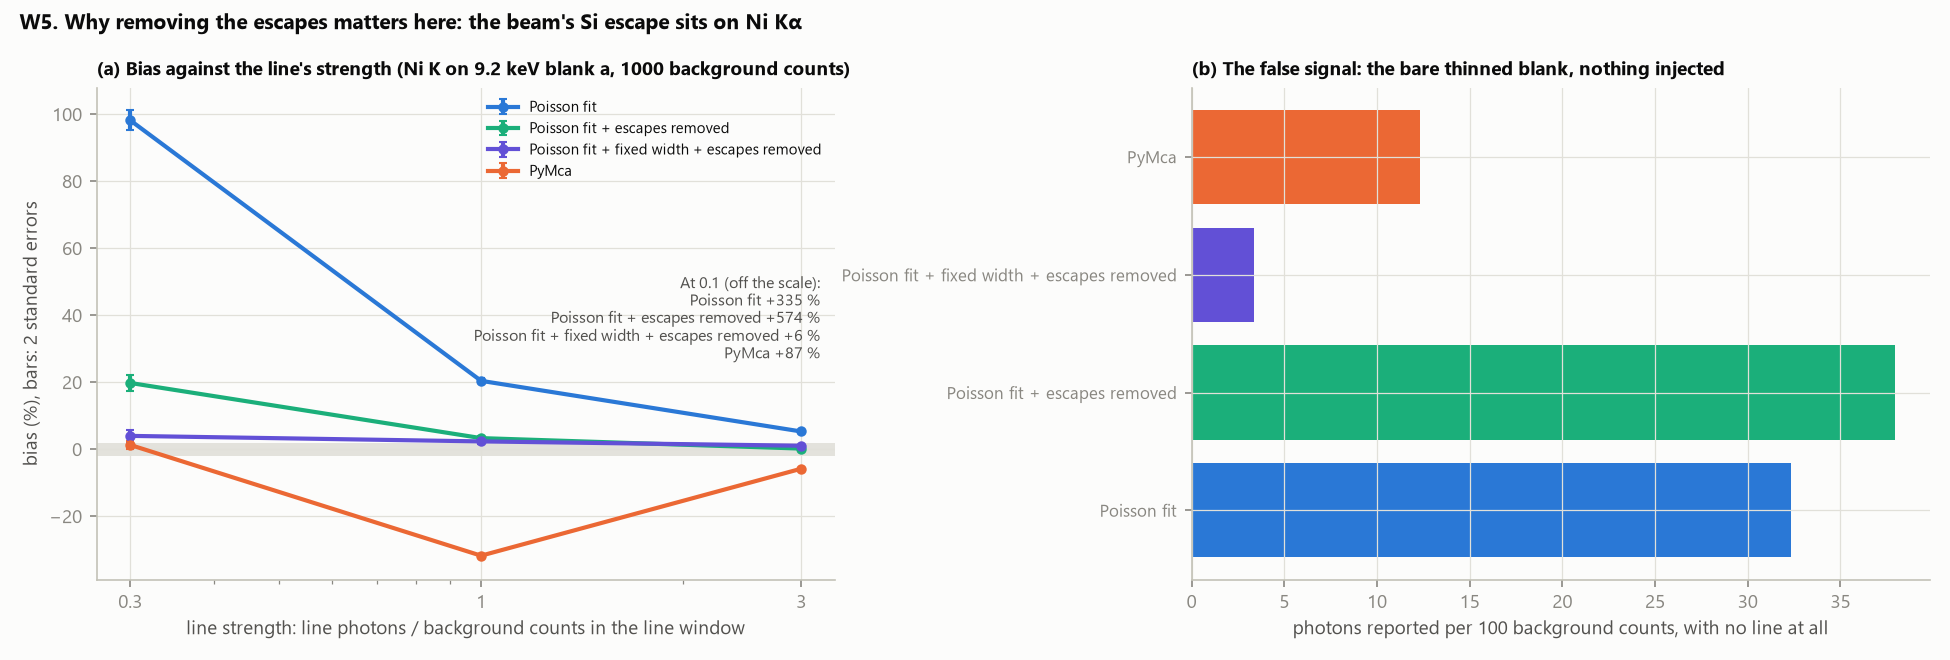 W5. Why removing the escapes matters here: the beam's Si escape sits on Ni Kα
(a) Bias against the line's strength (Ni K on 9.2 keV blank a, 1000 background counts)
Poisson fit
Poisson fit + escapes removed
Poisson fit + fixed width + escapes removed
PyMca
At 0.1 (off the scale):
Poisson fit +335 %
Poisson fit + escapes removed +574 %
Poisson fit + fixed width + escapes removed +6 %
PyMca +87 %
bias (%), bars: 2 standard errors
100
80
60
40
20
0
−20
0.3
1
3
line strength: line photons / background counts in the line window
(b) The false signal: the bare thinned blank, nothing injected
PyMca
Poisson fit + fixed width + escapes removed
Poisson fit + escapes removed
Poisson fit
0
5
10
15
20
25
30
35
photons reported per 100 background counts, with no line at all